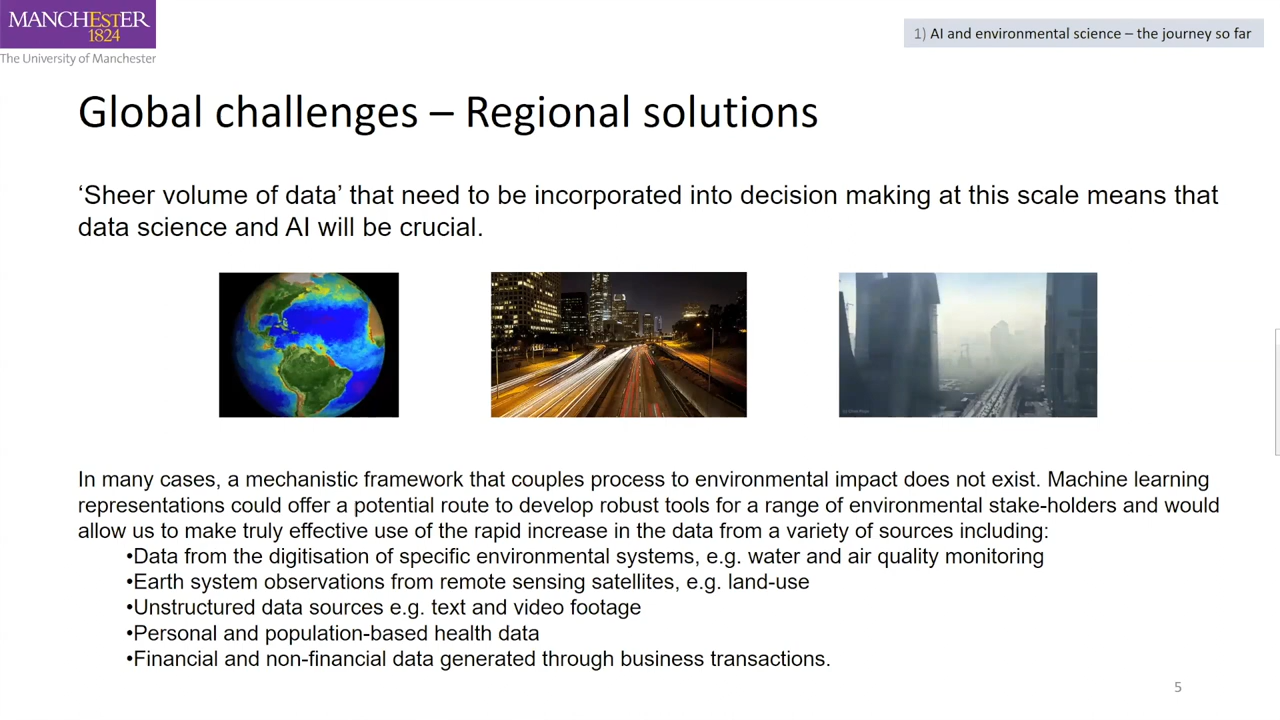 MANCHESTER
1824
The University of Manchester
1) AI and environmental science – the journey so far
Global challenges – Regional solutions
‘Sheer volume of data’ that need to be incorporated into decision making at this scale means that
data science and AI will be crucial.
In many cases, a mechanistic framework that couples process to environmental impact does not exist. Machine learning
representations could offer a potential route to develop robust tools for a range of environmental stake-holders and would
allow us to make truly effective use of the rapid increase in the data from a variety of sources including:
•Data from the digitisation of specific environmental systems, e.g. water and air quality monitoring
•Earth system observations from remote sensing satellites, e.g. land-use
•Unstructured data sources e.g. text and video footage
•Personal and population-based health data
•Financial and non-financial data generated through business transactions.
5